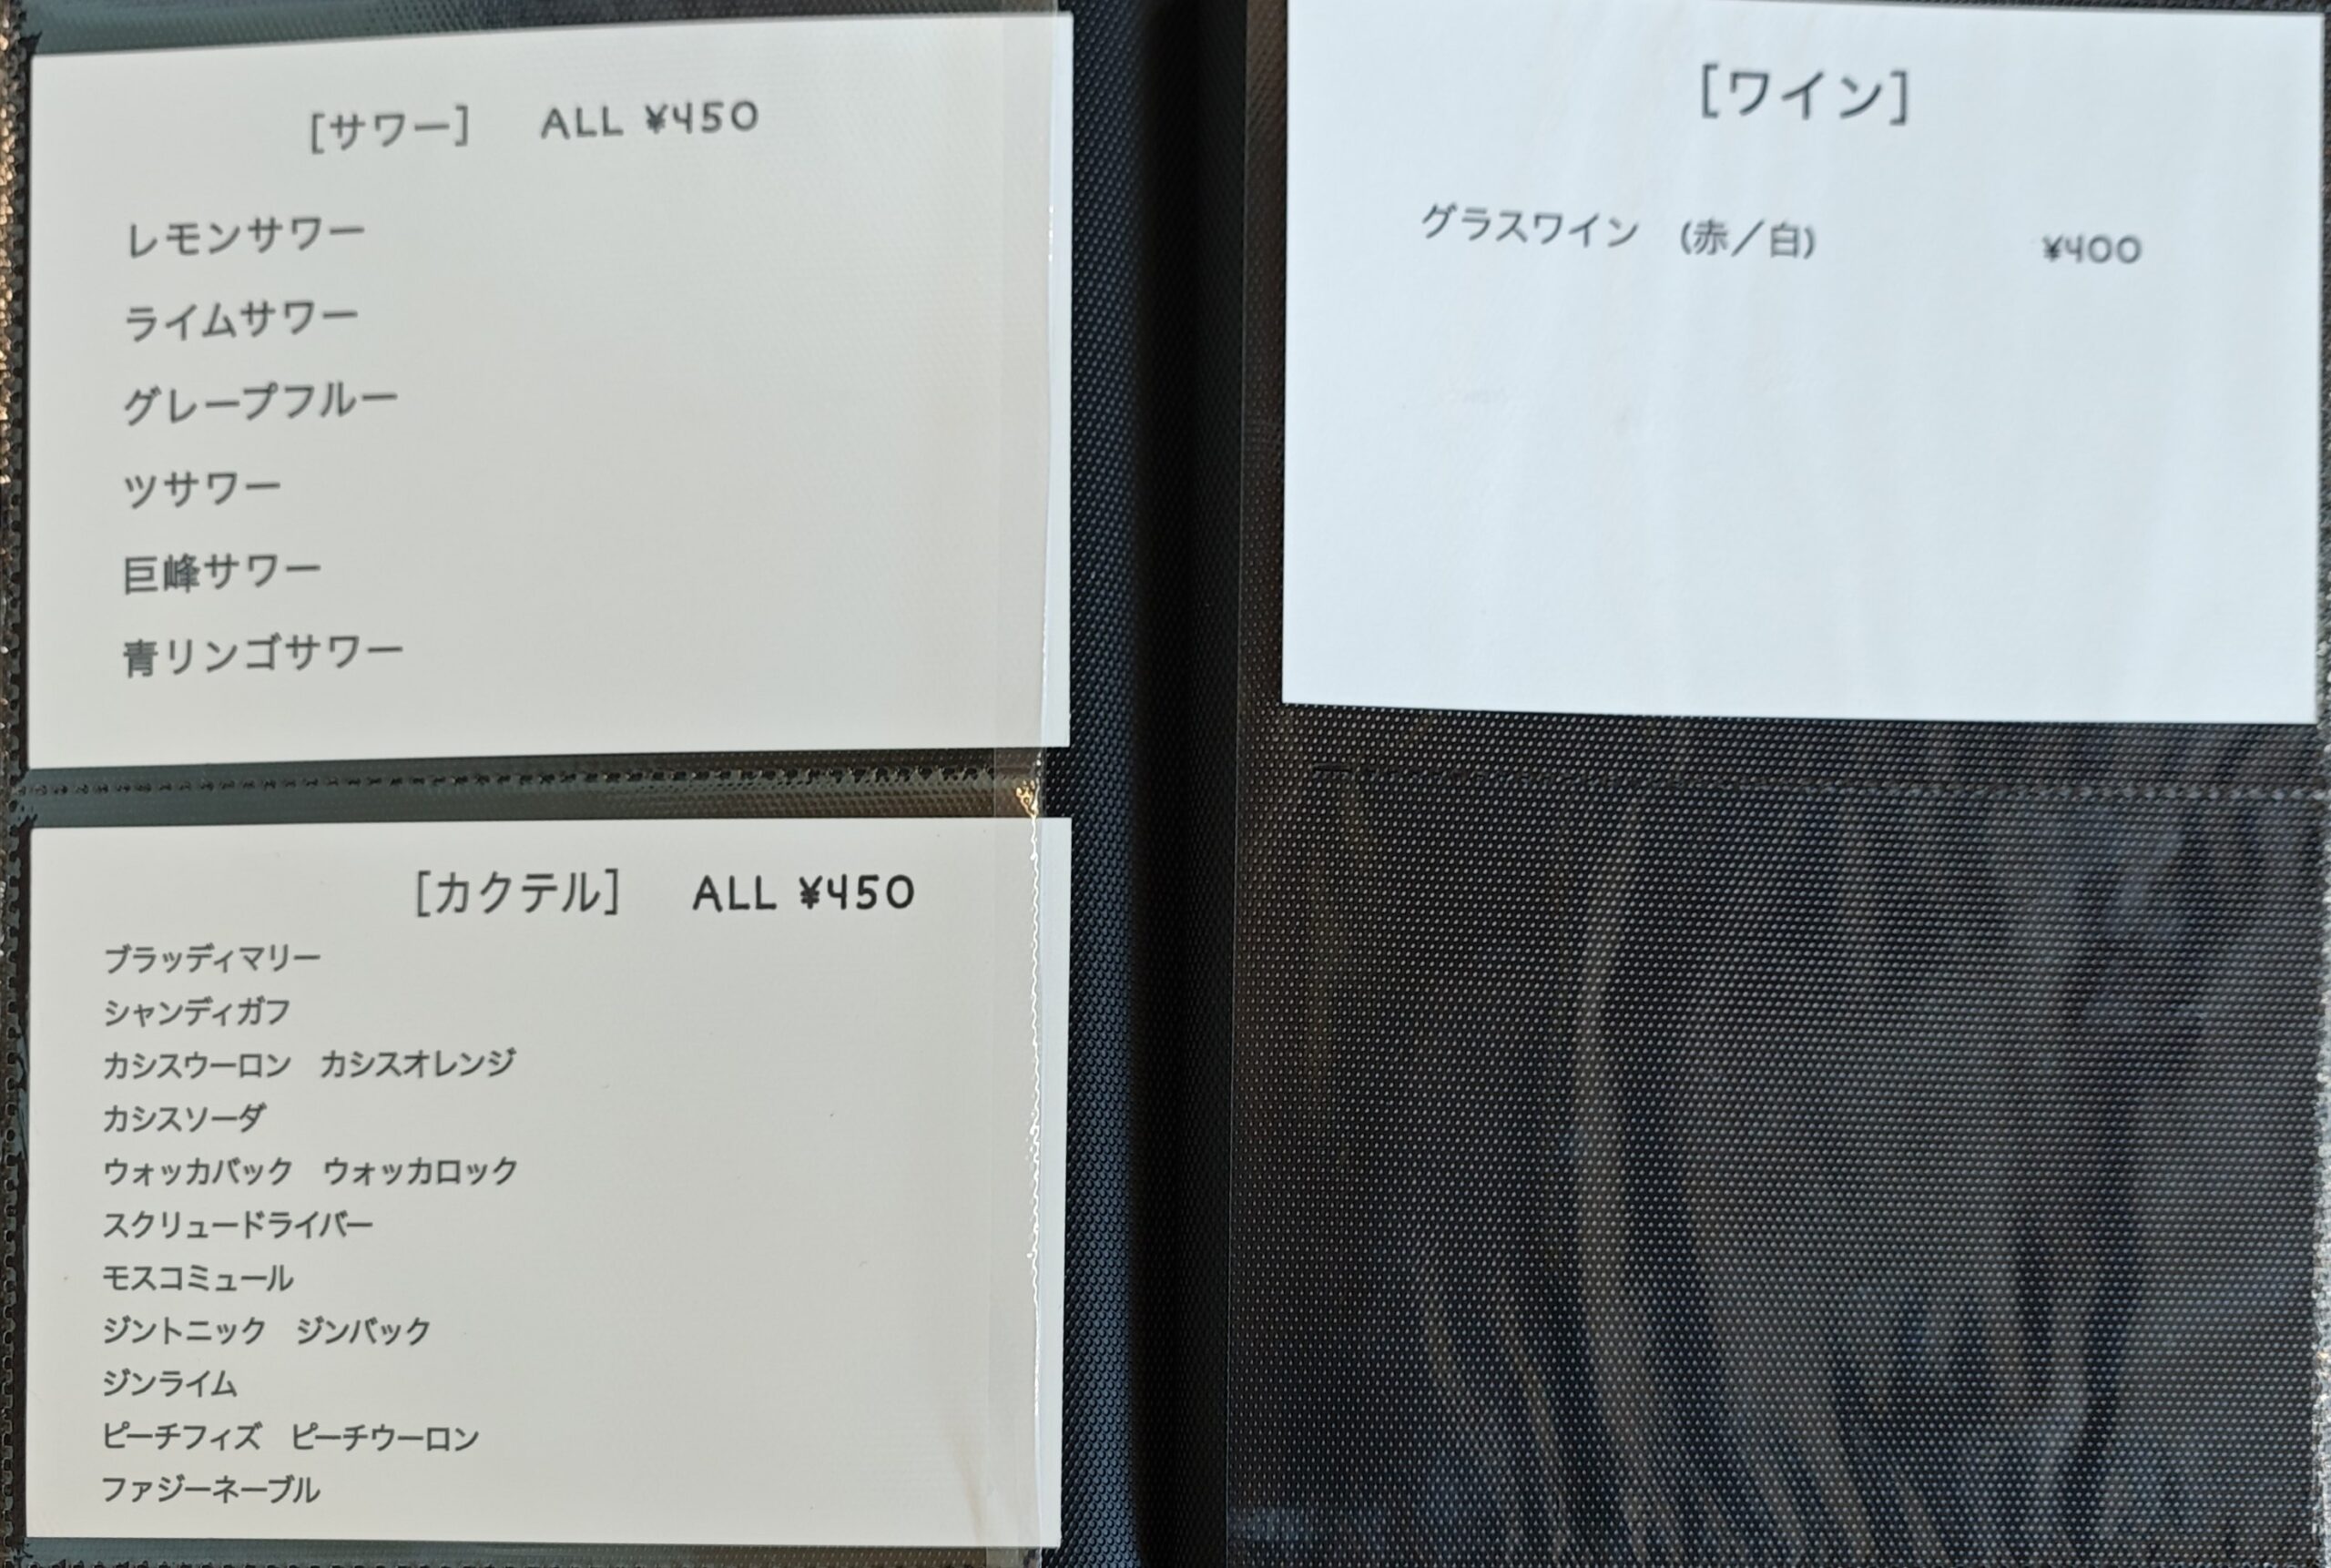 [サワー] ALL ¥450
レモンサワー
ライムサワー
グレープフルー
ツサワー
巨峰サワー
青リンゴサワー
[カクテル] ALL ¥450
ブラッディマリー
シャンディガフ
カシスウーロン カシスオレンジ
カシスソーダ
ウォッカバック ウォッカロック
スクリュードライバー
モスコミュール
ジントニック ジンバック
ジンライム
ピーチフィズ ピーチウーロン
ファジーネーブル
[ワイン]
グラスワイン (赤/白) ¥400